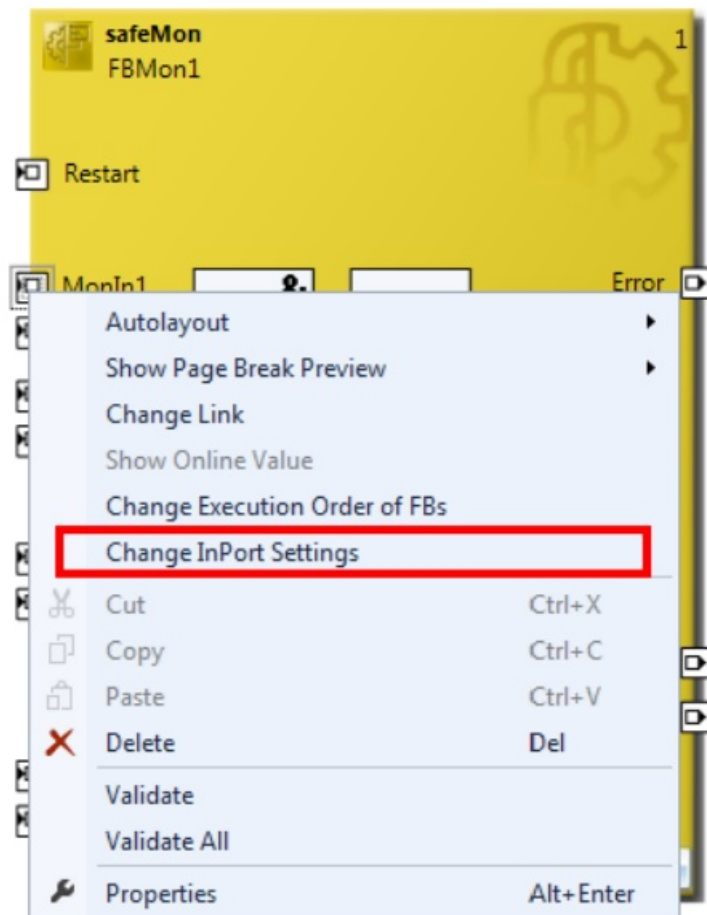 safeMon
1
FBMon1
Restart
MonIn1
&
Error
Autolayout
Show Page Break Preview
Change Link
Show Online Value
Change Execution Order of FBs
Change InPort Settings
Cut Ctrl+X
Copy Ctrl+C
Paste Ctrl+V
Delete Del
Validate
Validate All
Properties Alt+Enter